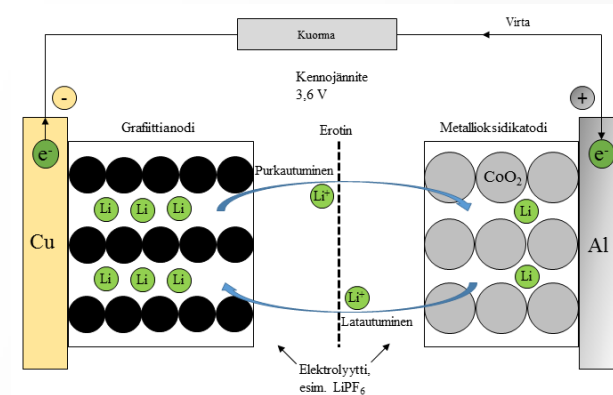 Kuorma
Virta
Kennojännite
3,6 V
-
+
Grafiittianodi
Erotin
Metallioksidikatodi
e-
e-
Purkautuminen
CoO2
Li+
Li Li Li
Li
Cu
Al
Li Li Li
Li
Li+
Latautuminen
Elektrolyytti,
esim. LiPF6